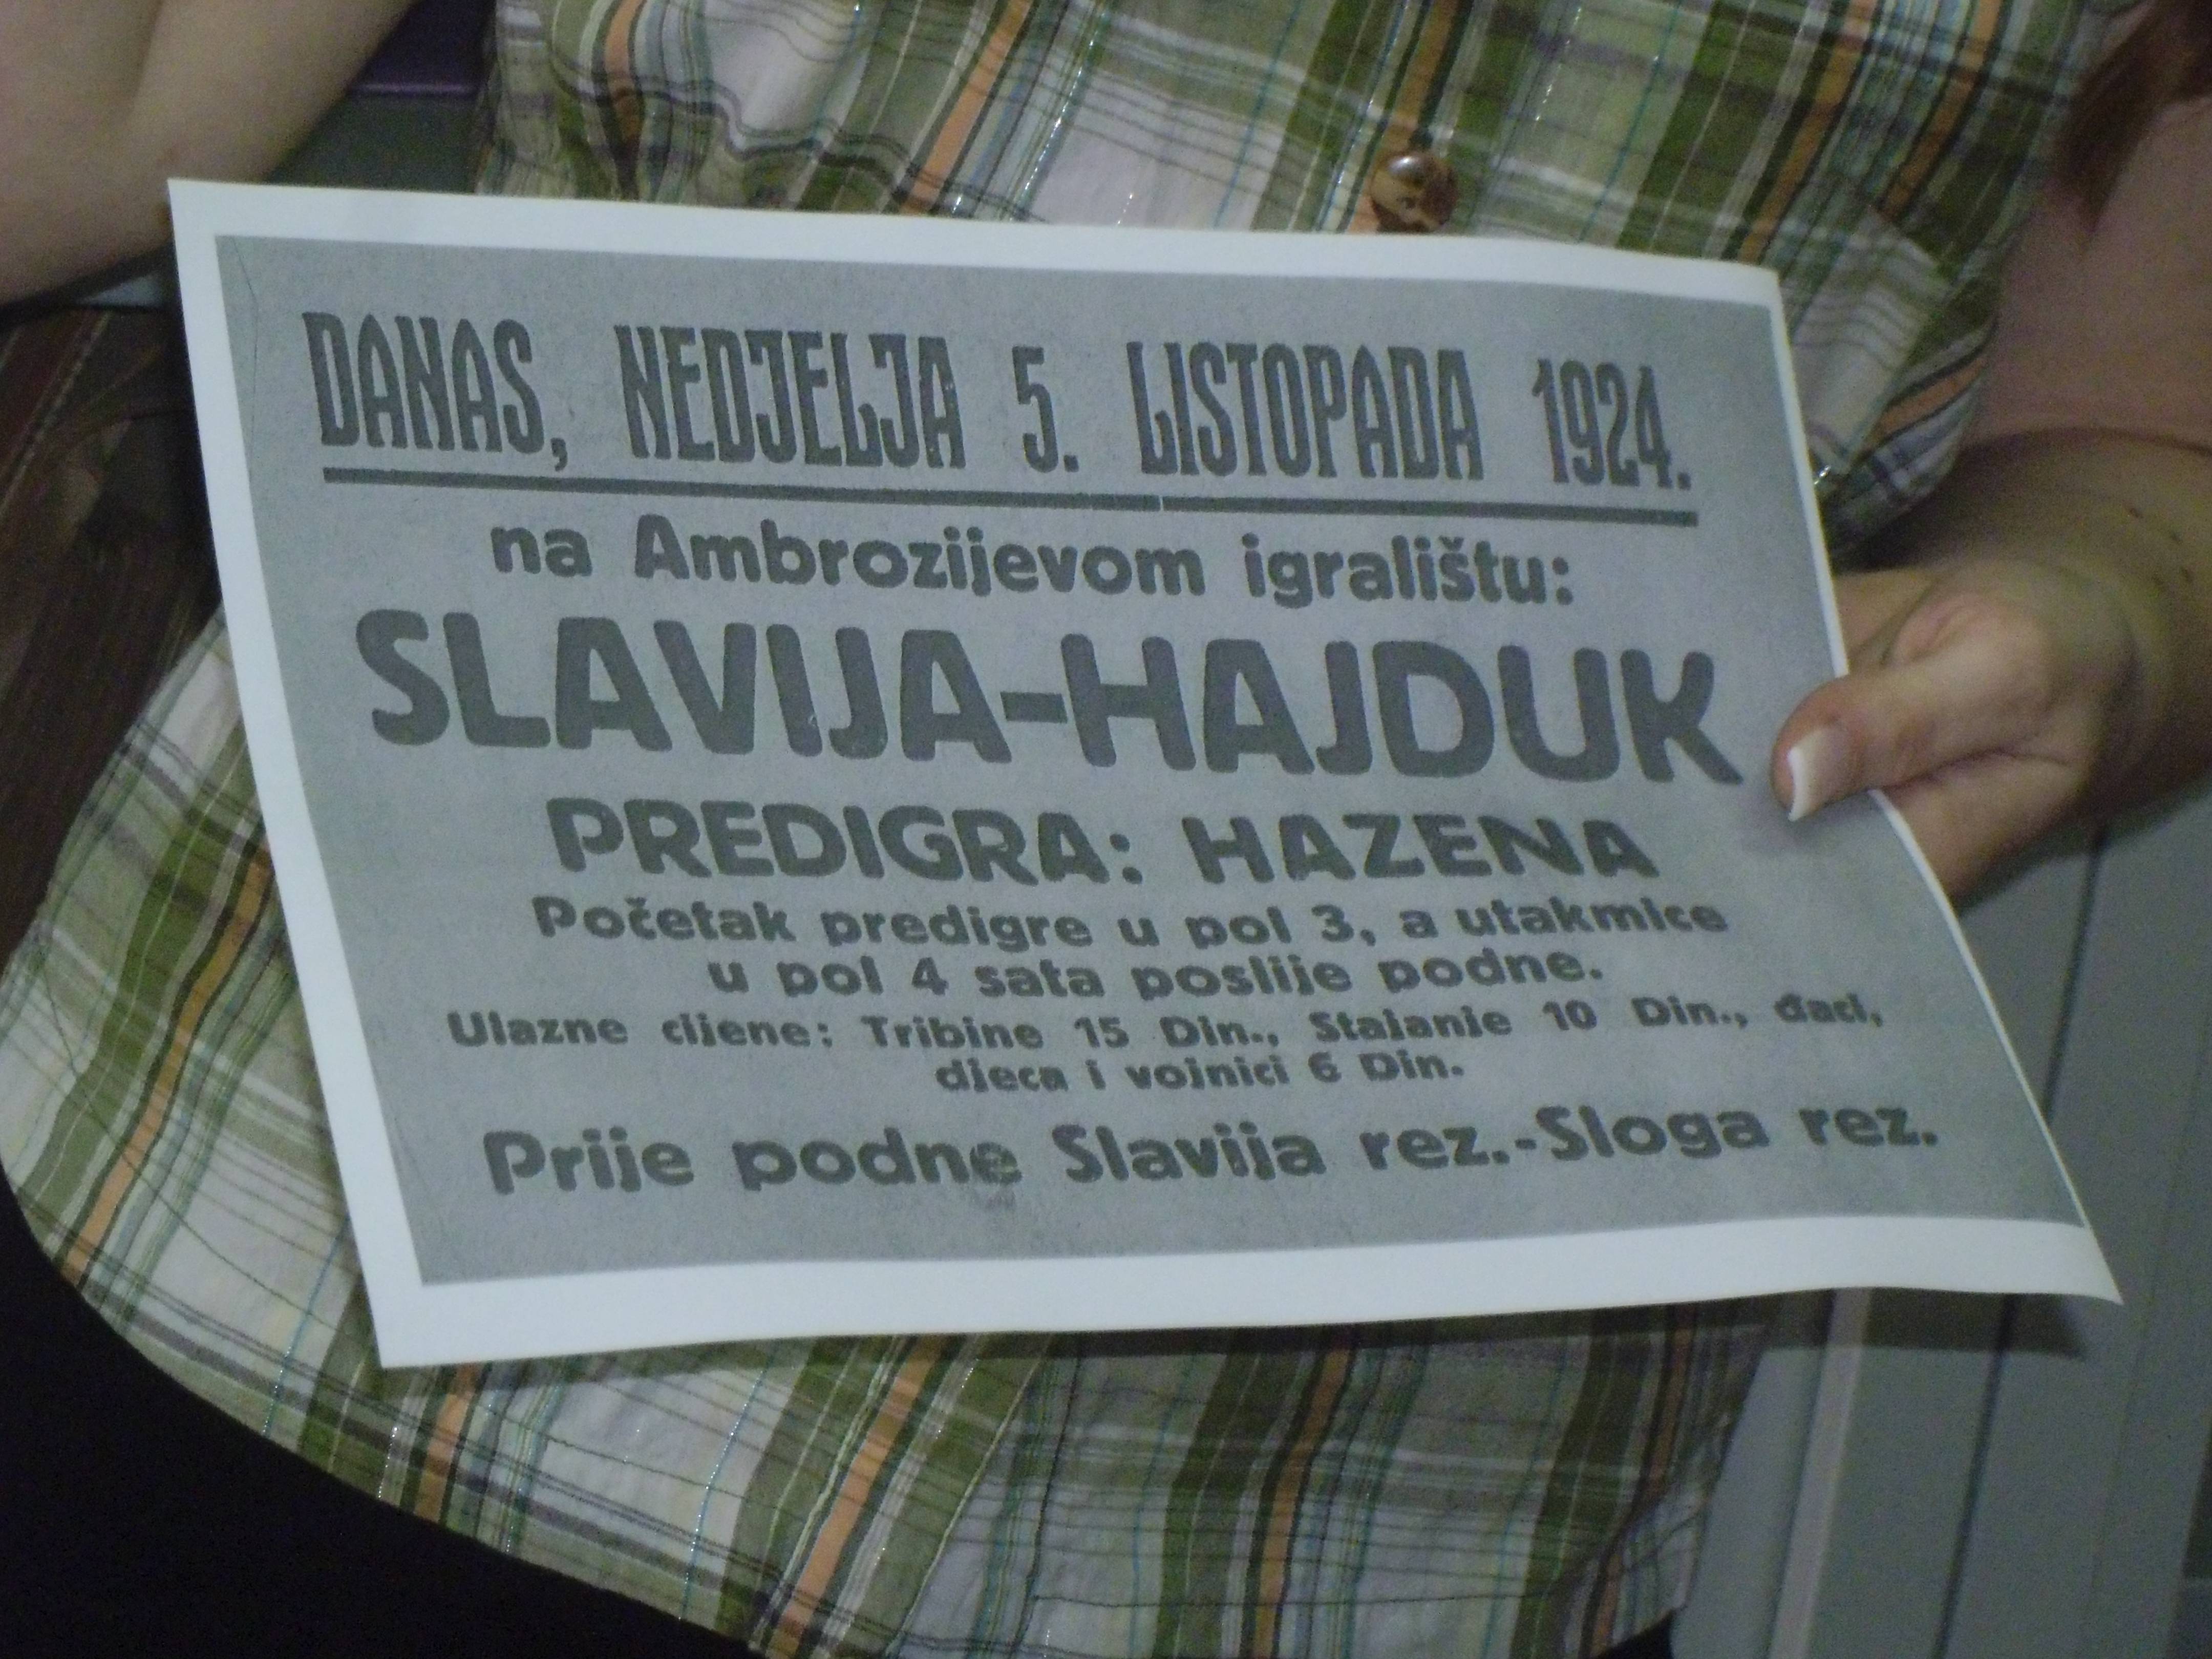 DANAS, NEDJELJA 5. LISTOPADA 1924.
na Ambrozijevom igralištu:
SLAVIJA-HAJDUK
PREDIGRA: HAZENA
Početak predigre u pol 3, a utakmice
u pol 4 sata poslije podne.
Ulazne cijene: Tribine 15 Din., Stajanje 10 Din., đaci,
djeca i vojnici 6 Din.
Prije podne Slavija rez.-Sloga rez.